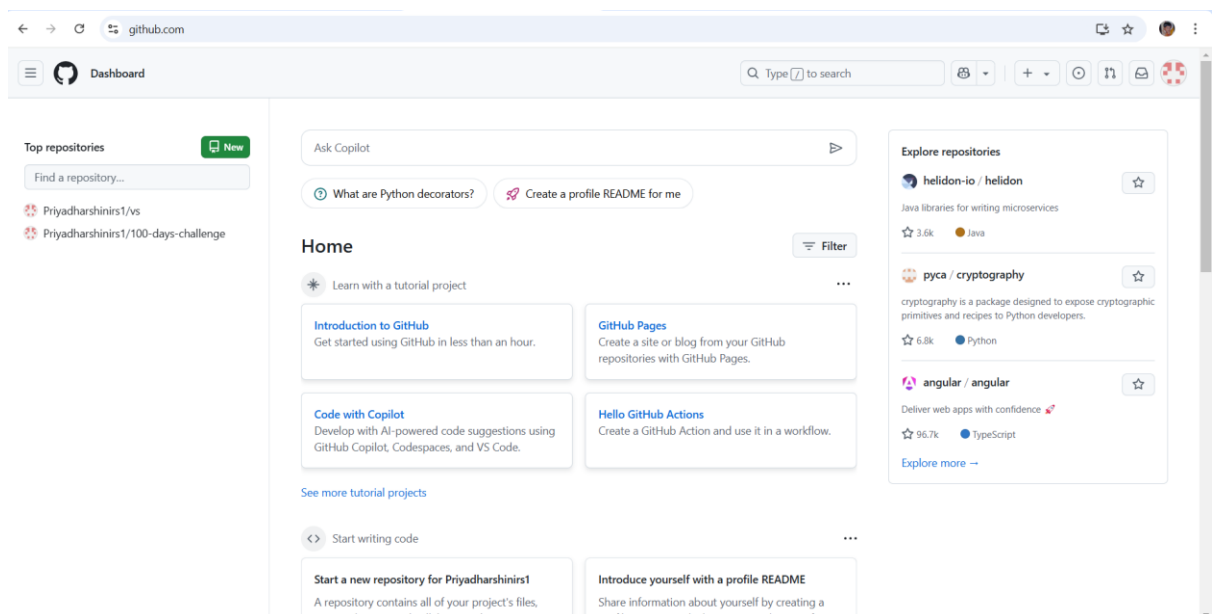 github.com
Dashboard
Type / to search
Top repositories
New
Find a repository...
Priyadharshinirs1/vs
Priyadharshinirs1/100-days-challenge
Ask Copilot
What are Python decorators?
Create a profile README for me
Home
Filter
Learn with a tutorial project
Introduction to GitHub
Get started using GitHub in less than an hour.
GitHub Pages
Create a site or blog from your GitHub
repositories with GitHub Pages.
Code with Copilot
Develop with AI-powered code suggestions using
GitHub Copilot, Codespaces, and VS Code.
Hello GitHub Actions
Create a GitHub Action and use it in a workflow.
See more tutorial projects
Start writing code
Start a new repository for Priyadharshinirs1
A repository contains all of your project's files,
Introduce yourself with a profile README
Share information about yourself by creating a
Explore repositories
helidon-io / helidon
Java libraries for writing microservices
3.6k Java
pyca / cryptography
cryptography is a package designed to expose cryptographic
primitives and recipes to Python developers.
6.8k Python
angular / angular
Deliver web apps with confidence 🚀
96.7k TypeScript
Explore more →